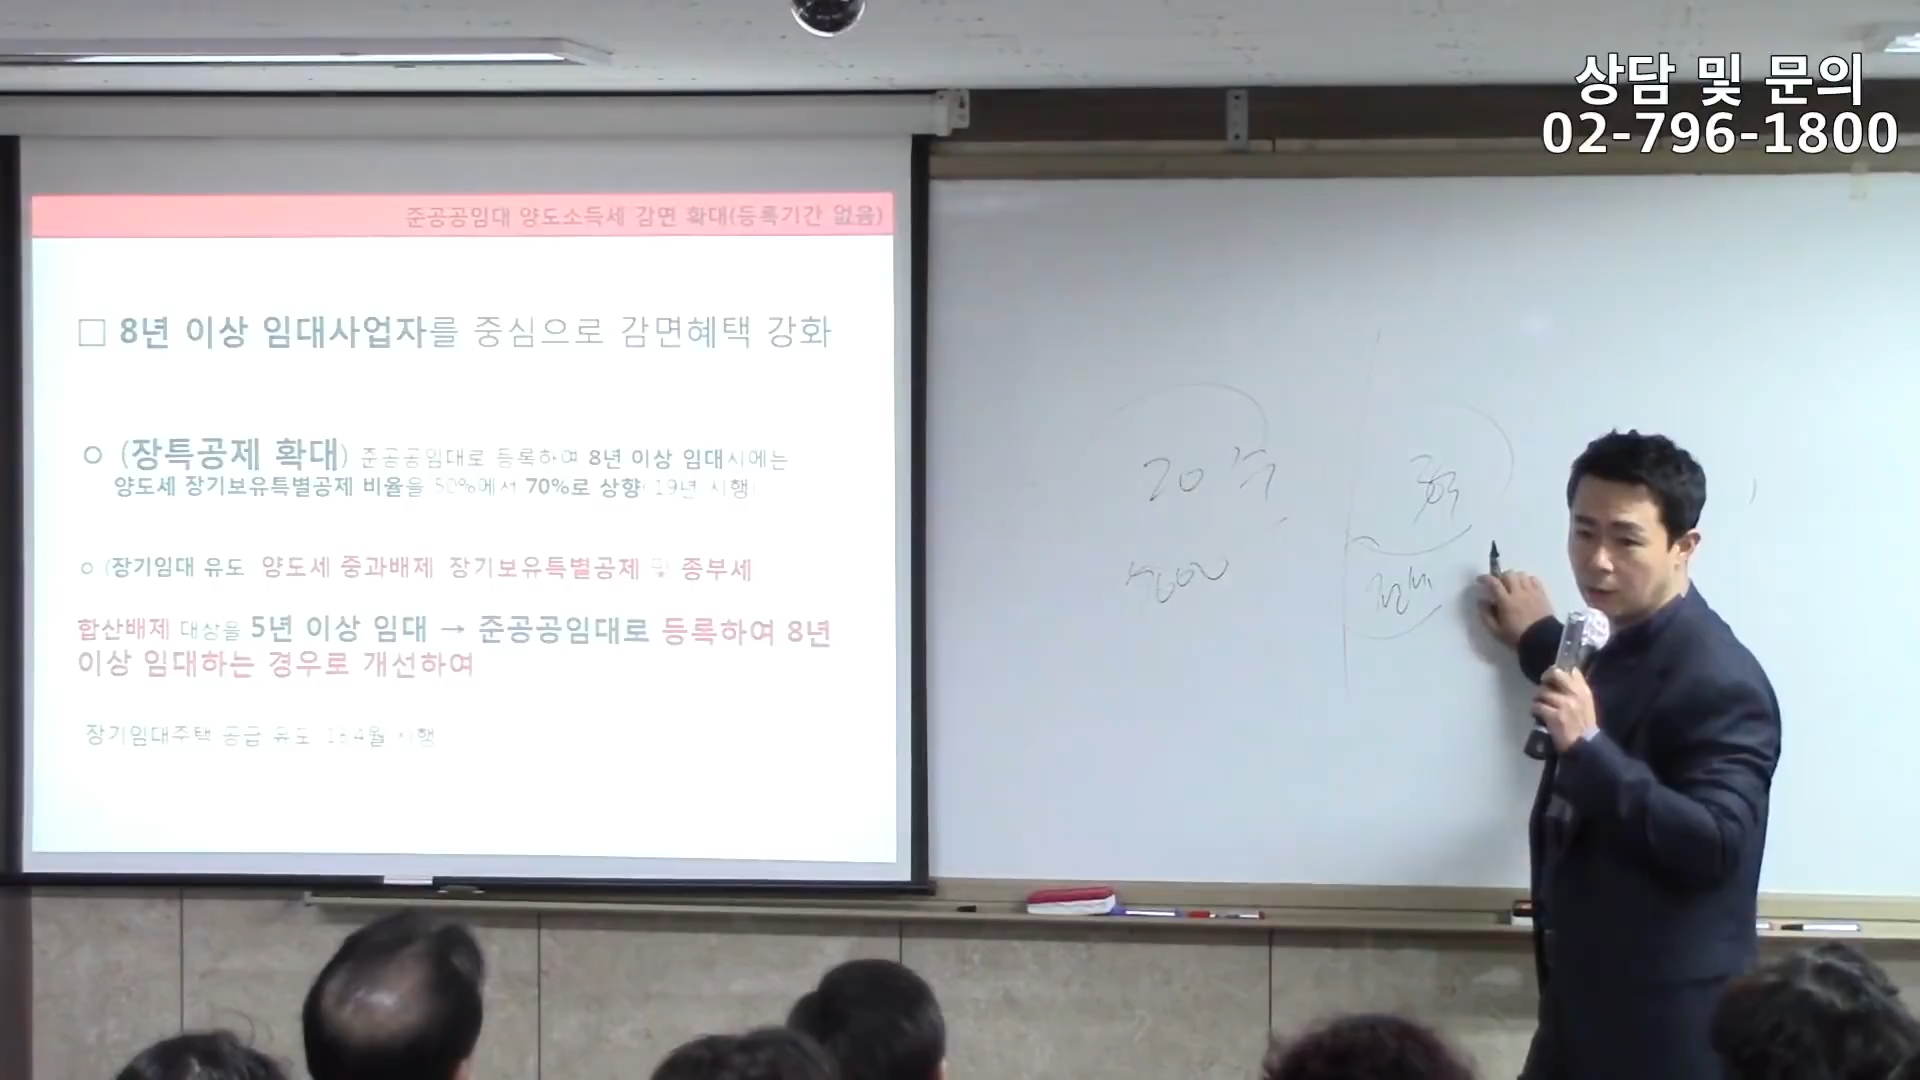 상담 및 문의
02-796-1800
준공공임대 양도소득세 감면 확대(등록기간 없음)
□ 8년 이상 임대사업자를 중심으로 감면혜택 강화
○ (장특공제 확대) 준공공임대로 등록하여 8년 이상 임대시에는
양도세 장기보유특별공제 비율을 50%에서 70%로 상향(19년 시행)
○ (장기임대 유도 양도세 중과배제 장기보유특별공제 및 종부세
합산배제 대상을 5년 이상 임대 → 준공공임대로 등록하여 8년
이상 임대하는 경우로 개선하여
장기임대주택 공급 유도 18.4월 시행
20